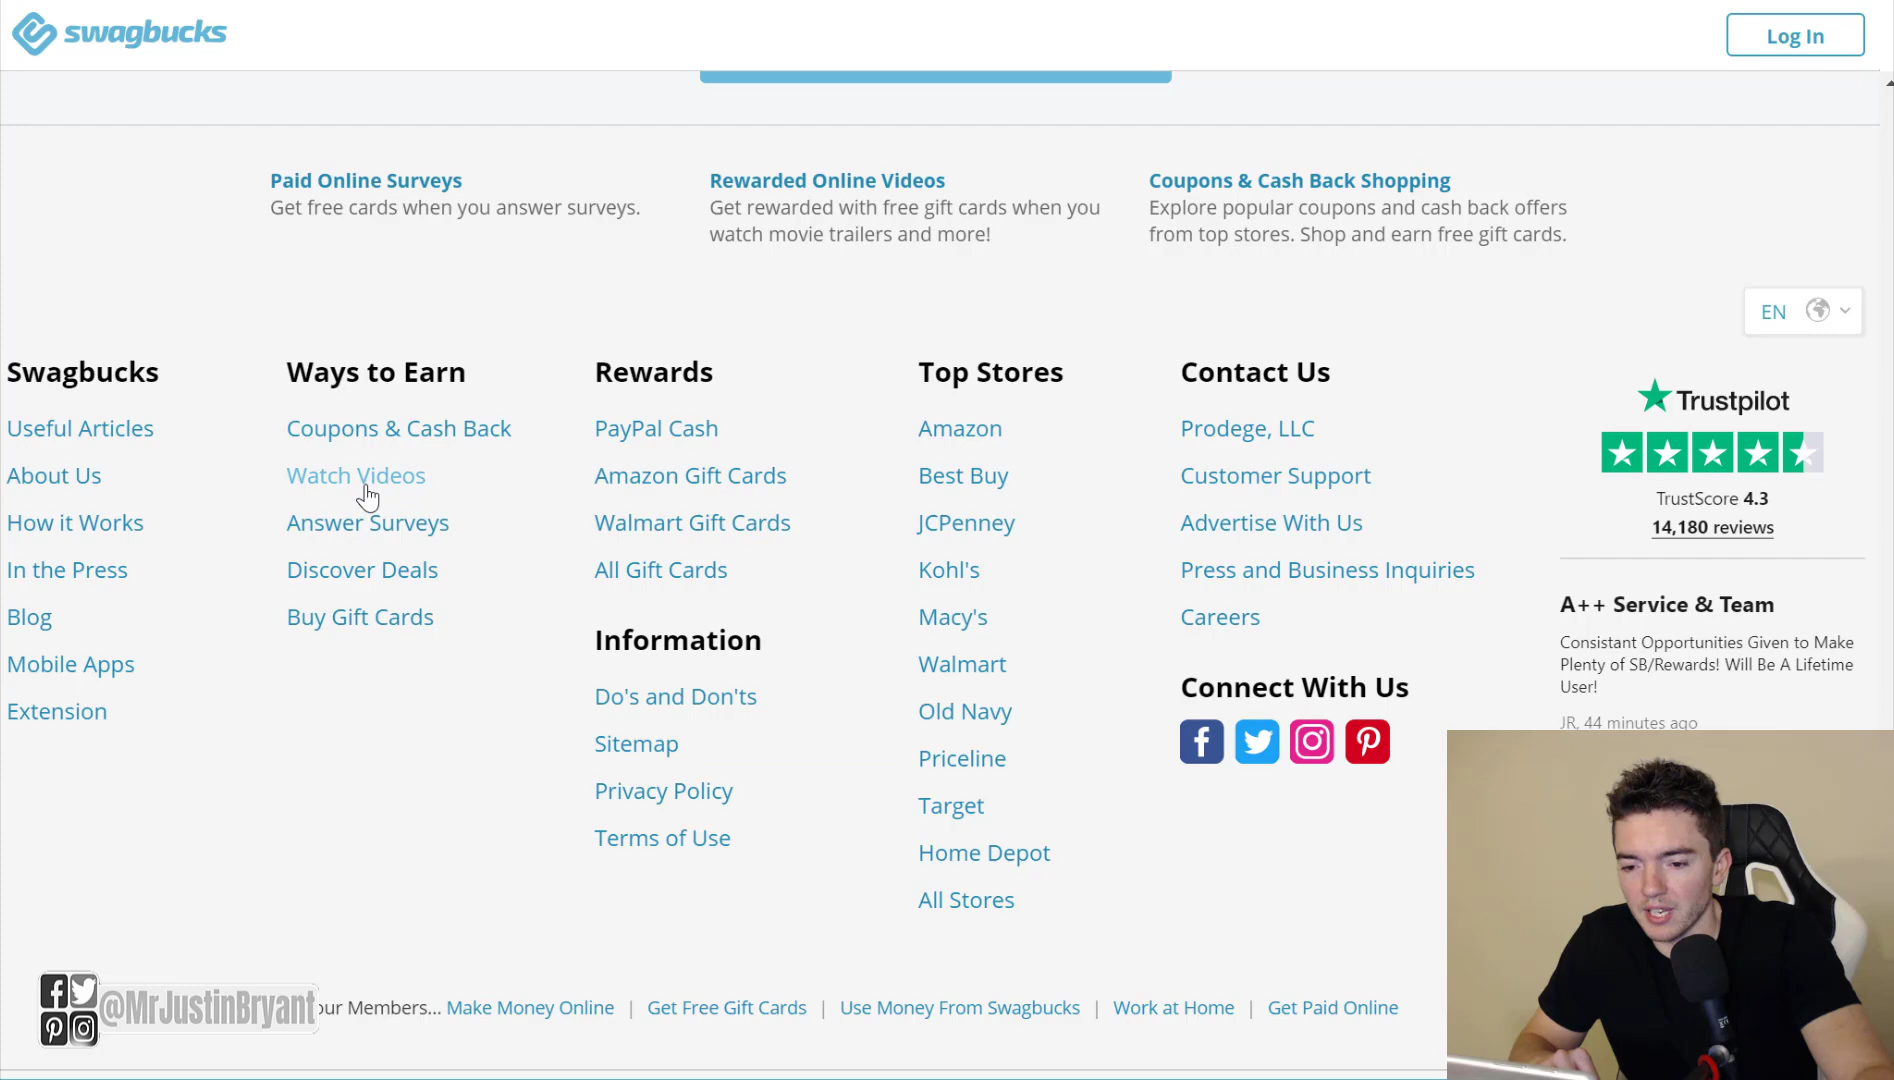 swagbucks
Log In
Paid Online Surveys
Get free cards when you answer surveys.
Rewarded Online Videos
Get rewarded with free gift cards when you
watch movie trailers and more!
Coupons & Cash Back Shopping
Explore popular coupons and cash back offers
from top stores. Shop and earn free gift cards.
EN
Swagbucks
Useful Articles
About Us
How it Works
In the Press
Blog
Mobile Apps
Extension
Ways to Earn
Coupons & Cash Back
Watch Videos
Answer Surveys
Discover Deals
Buy Gift Cards
Rewards
PayPal Cash
Amazon Gift Cards
Walmart Gift Cards
All Gift Cards
Information
Do's and Don'ts
Sitemap
Privacy Policy
Terms of Use
Top Stores
Amazon
Best Buy
JCPenney
Kohl's
Macy's
Walmart
Old Navy
Priceline
Target
Home Depot
All Stores
Contact Us
Prodege, LLC
Customer Support
Advertise With Us
Press and Business Inquiries
Careers
Connect With Us
Trustpilot
TrustScore 4.3
14,180 reviews
A++ Service & Team
Consistant Opportunities Given to Make
Plenty of SB/Rewards! Will Be A Lifetime
User!
JR, 44 minutes ago
@MrJustinBryant
our Members... Make Money Online | Get Free Gift Cards | Use Money From Swagbucks | Work at Home | Get Paid Online